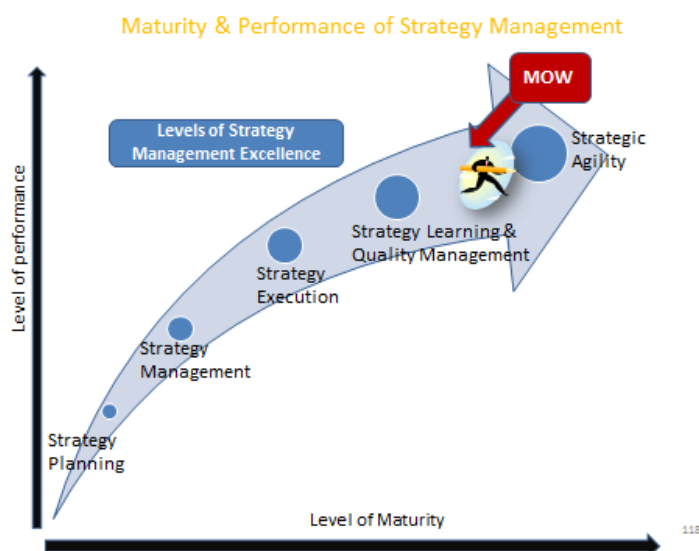 Maturity & Performance of Strategy Management
MOW
Levels of Strategy
Management Excellence
Strategic
Agility
Strategy Learning &
Quality Management
Strategy
Execution
Strategy
Management
Strategy
Planning
Level of performance
Level of Maturity
118